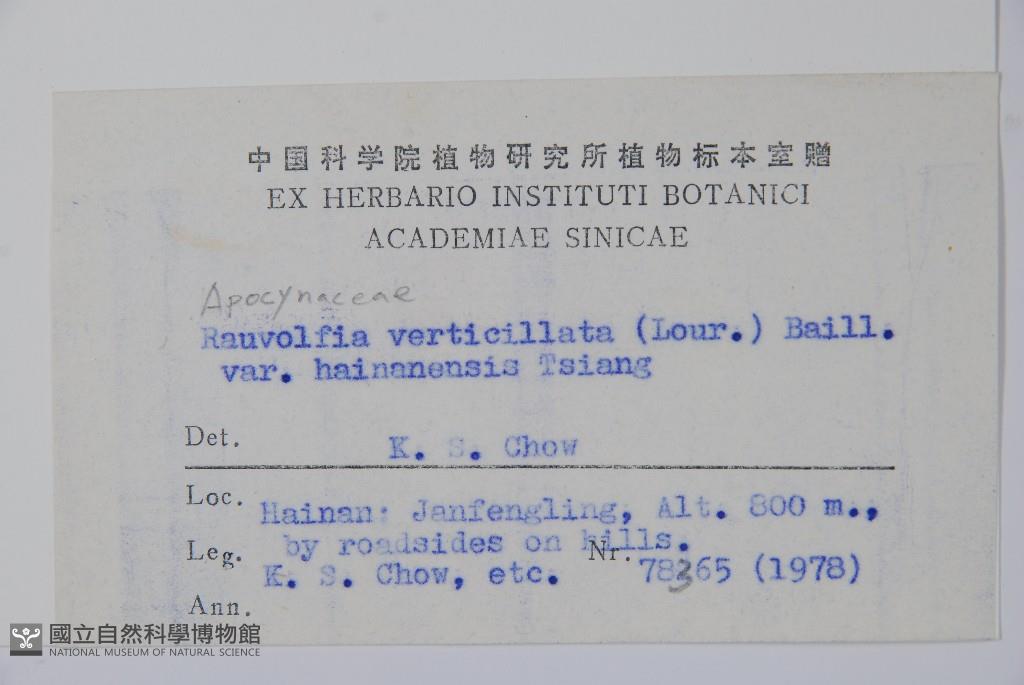 中国科学院植物研究所植物标本室赠
EX HERBARIO INSTITUTI BOTANICI
ACADEMIAE SINICAE
Apocynaceae
Rauvolfia verticillata (Lour.) Baill.
var. hainanensis Tsiang
Det. K. S. Chow
Loc. Hainan: Janfengling, Alt. 800 m.,
by roadsides on hills.
Leg. K. S. Chow, etc. Nr. 78365 (1978)
Ann.
國立自然科學博物館
NATIONAL MUSEUM OF NATURAL SCIENCE